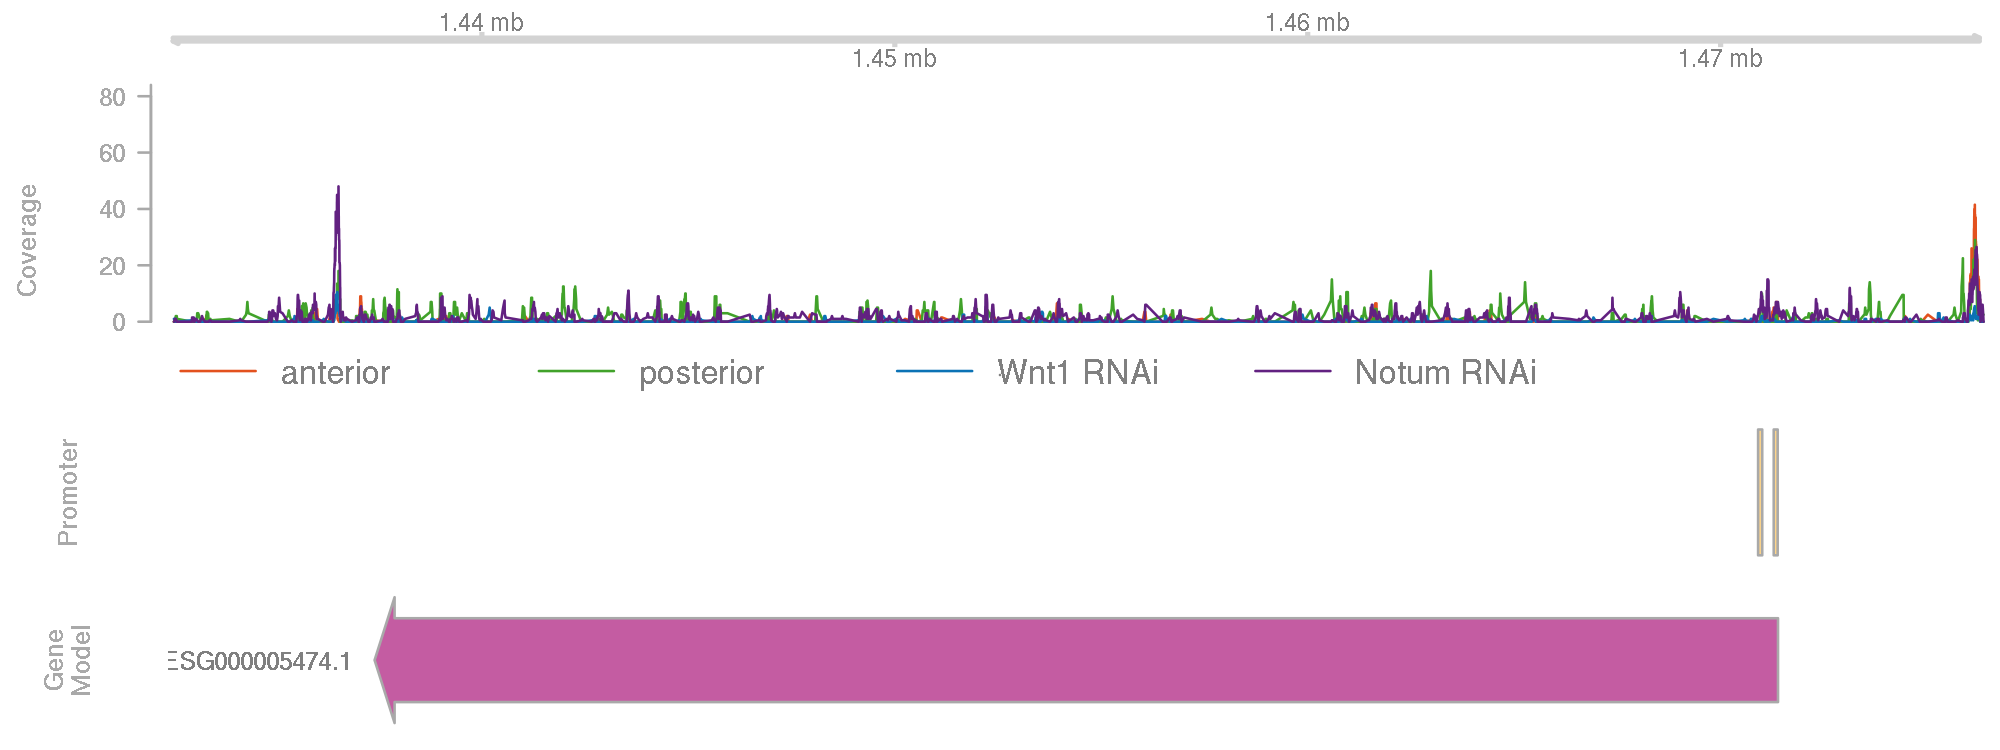 1.44 mb
1.46 mb
1.45 mb
1.47 mb
Coverage
80
60
40
20
0
anterior posterior Wnt1 RNAi Notum RNAi
Promoter
Gene
Model
ESG000005474.1